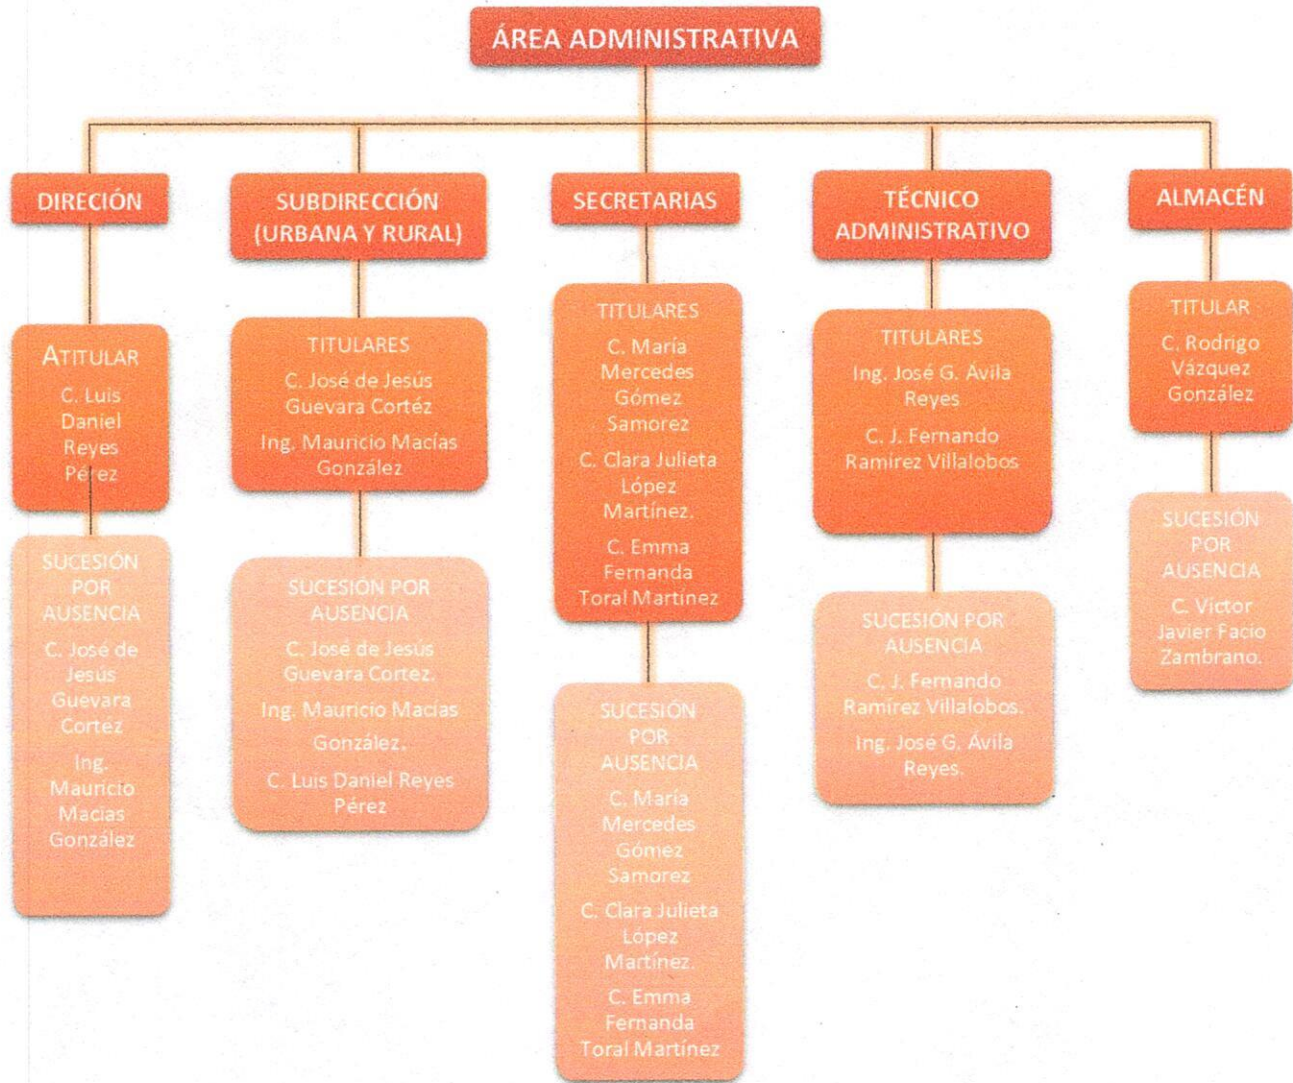 ÁREA ADMINISTRATIVA
DIRECIÓN
ATITULAR
C. Luis
Daniel
Reyes
Pérez
SUCESIÓN
POR
AUSENCIA
C. José de
Jesús
Guevara
Cortez
Ing.
Mauricio
Macías
González
SUBDIRECCIÓN
(URBANA Y RURAL)
TITULARES
C. José de Jesús
Guevara Cortéz
Ing. Mauricio Macías
González
SUCESIÓN POR
AUSENCIA
C. José de Jesús
Guevara Cortez.
Ing. Mauricio Macías
González.
C. Luis Daniel Reyes
Pérez
SECRETARIAS
TITULARES
C. María
Mercedes
Gómez
Samorez
C. Clara Julieta
López
Martínez.
C. Emma
Fernanda
Toral Martínez
SUCESIÓN
POR
AUSENCIA
C. María
Mercedes
Gómez
Samorez
C. Clara Julieta
López
Martínez.
C. Emma
Fernanda
Toral Martínez
TÉCNICO
ADMINISTRATIVO
TITULARES
Ing. José G. Ávila
Reyes
C. J. Fernando
Ramírez Villalobos
SUCESIÓN POR
AUSENCIA
C. J. Fernando
Ramírez Villalobos.
Ing. José G. Ávila
Reyes.
ALMACÉN
TITULAR
C. Rodrigo
Vázquez
González
SUCESIÓN
POR
AUSENCIA
C. Víctor
Javier Facio
Zambrano.